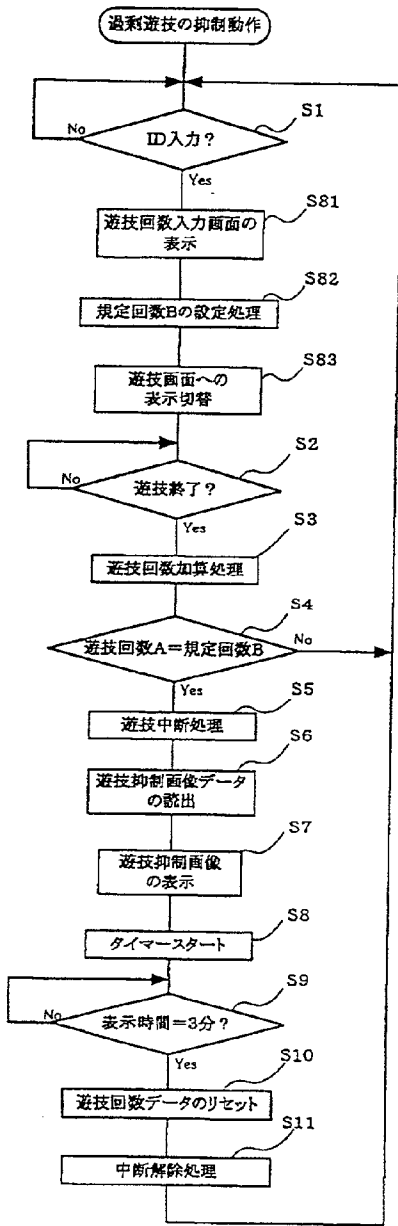 過剰遊技の抑制動作
S1
No
ID入力?
Yes
S81
遊技回数入力画面の
表示
S82
規定回数Bの設定処理
S83
遊技画面への
表示切替
S2
No
遊技終了?
Yes
S3
遊技回数加算処理
S4
遊技回数A=規定回数B
No
Yes
S5
遊技中断処理
S6
遊技抑制画像データ
の読出
S7
遊技抑制画像
の表示
S8
タイマースタート
S9
表示時間=3分?
No
Yes
S10
遊技回数データのリセット
S11
中断解除処理